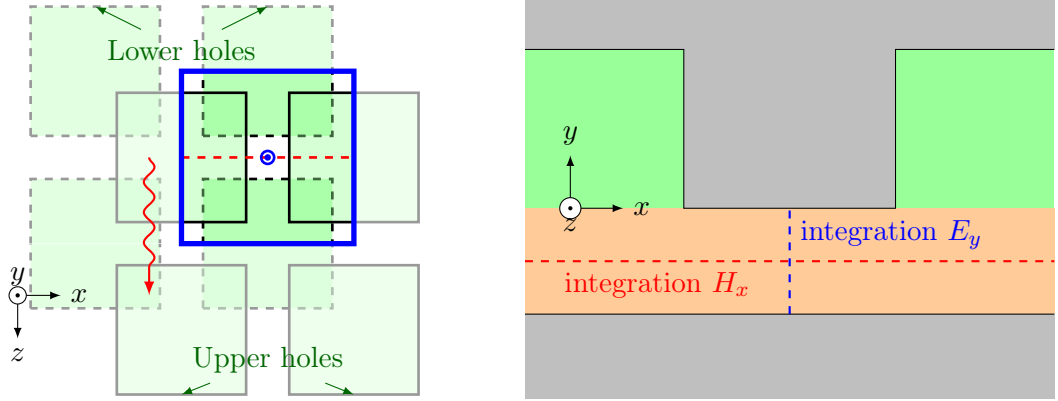 Lower holes
y
x
z
Upper holes
y
x
z
integration E_y
integration H_x